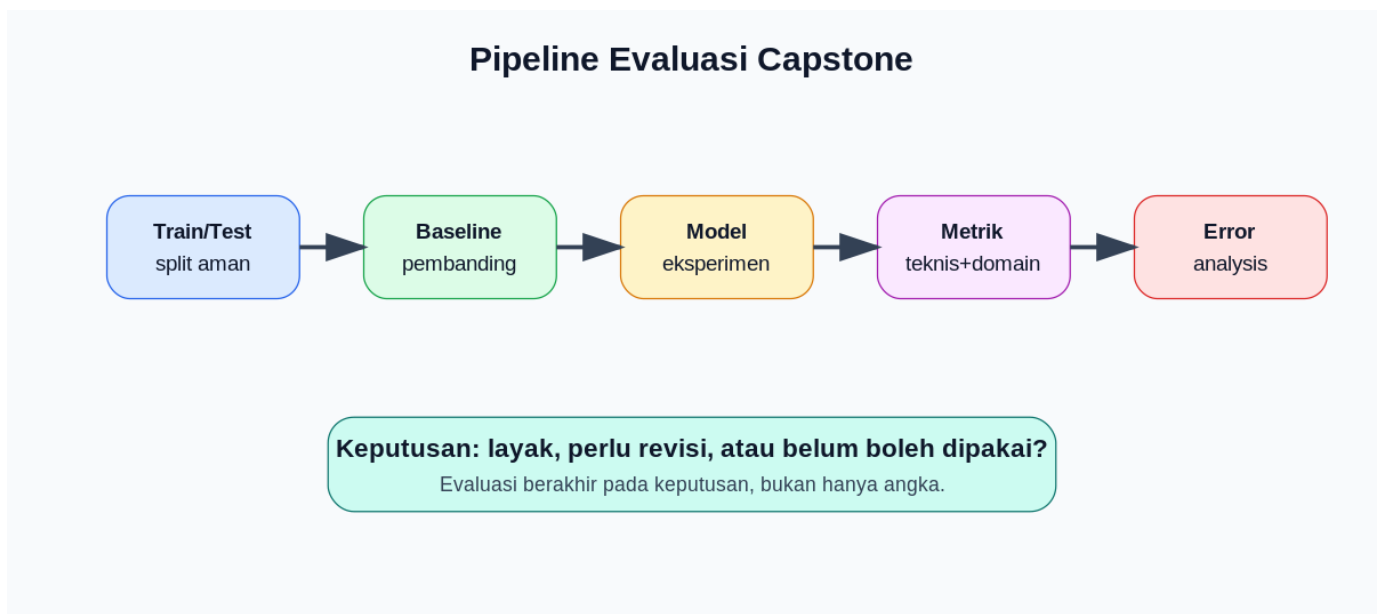 Pipeline Evaluasi Capstone
Train/Test
split aman
Baseline
pembanding
Model
eksperimen
Metrik
teknis+domain
Error
analysis
Keputusan: layak, perlu revisi, atau belum boleh dipakai?
Evaluasi berakhir pada keputusan, bukan hanya angka.